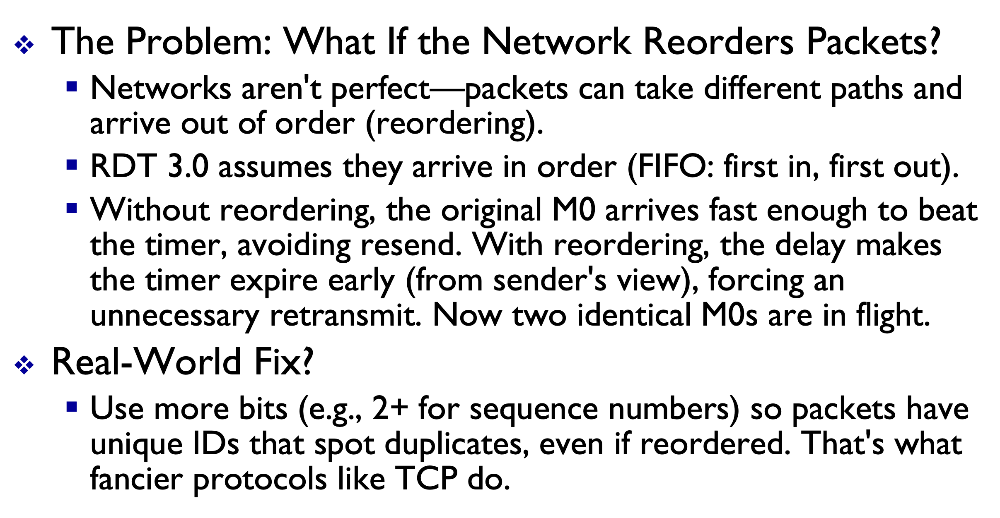 The Problem: What If the Network Reorders Packets?
Networks aren't perfect—packets can take different paths and
arrive out of order (reordering).
RDT 3.0 assumes they arrive in order (FIFO: first in, first out).
Without reordering, the original M0 arrives fast enough to beat
the timer, avoiding resend. With reordering, the delay makes
the timer expire early (from sender's view), forcing an
unnecessary retransmit. Now two identical M0s are in flight.
Real-World Fix?
Use more bits (e.g., 2+ for sequence numbers) so packets have
unique IDs that spot duplicates, even if reordered. That's what
fancier protocols like TCP do.